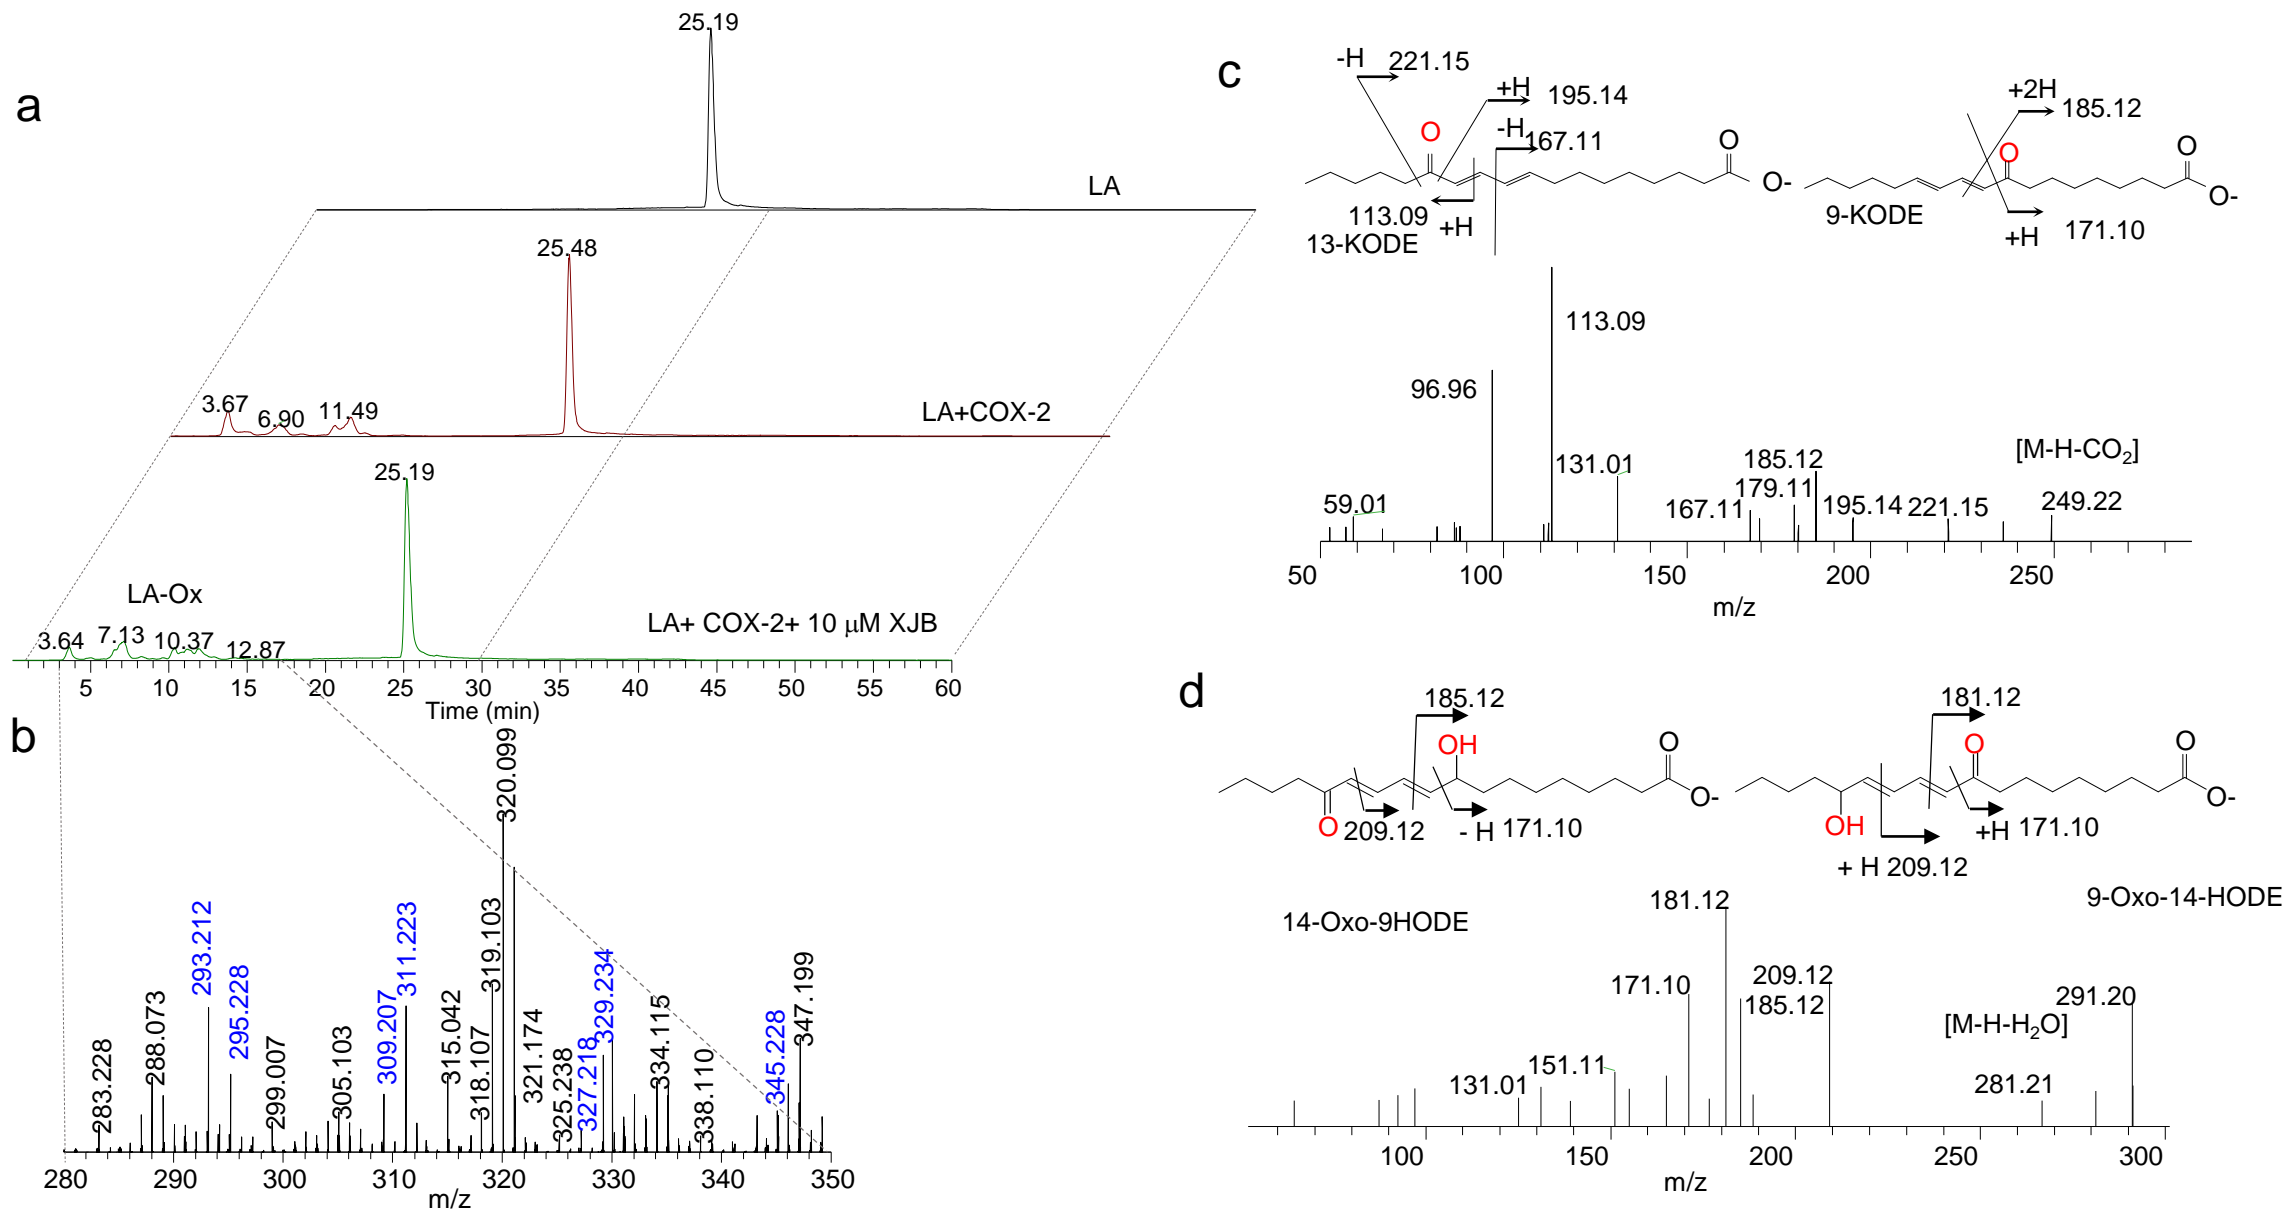 a
25.19
LA
25.48
3.67
6.90
11.49
LA+COX-2
25.19
LA-Ox
3.64
7.13
10.37
12.87
LA+ COX-2+ 10 μM XJB
5 10 15 20 25 30 35 40 45 50 55 60
Time (min)
b
283.228
288.073
293.212
295.228
299.007
305.103
309.207
311.223
315.042
318.107
319.103
320.099
321.174
325.238
327.218
329.234
334.115
338.110
345.228
347.199
280 290 300 310 320 330 340 350
m/z
c
-H 221.15
+H 195.14
-H 167.11
O
O
O-
113.09 +H
13-KODE
+2H 185.12
O
O
O-
9-KODE
+H 171.10
113.09
96.96
59.01
131.01
167.11
179.11
185.12
195.14
221.15
[M-H-CO2]
249.22
50 100 150 200 250
m/z
d
185.12
OH
O
O-
O
209.12
- H 171.10
14-Oxo-9HODE
181.12
O
O
O-
OH
+H 171.10
+ H 209.12
9-Oxo-14-HODE
131.01
151.11
171.10
181.12
185.12
209.12
[M-H-H2O]
281.21
291.20
100 150 200 250 300
m/z